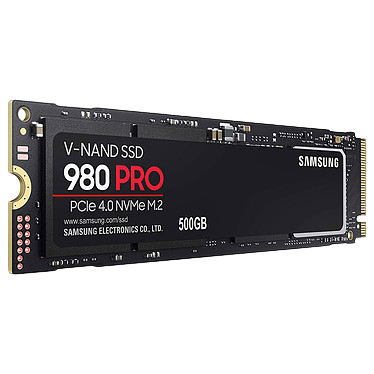 V-NAND SSD
980 PRO
PCIe 4.0 NVMe M.2
www.samsung.com/ssd
SAMSUNG ELECTRONICS CO., LTD.
500GB
SAMSUNG